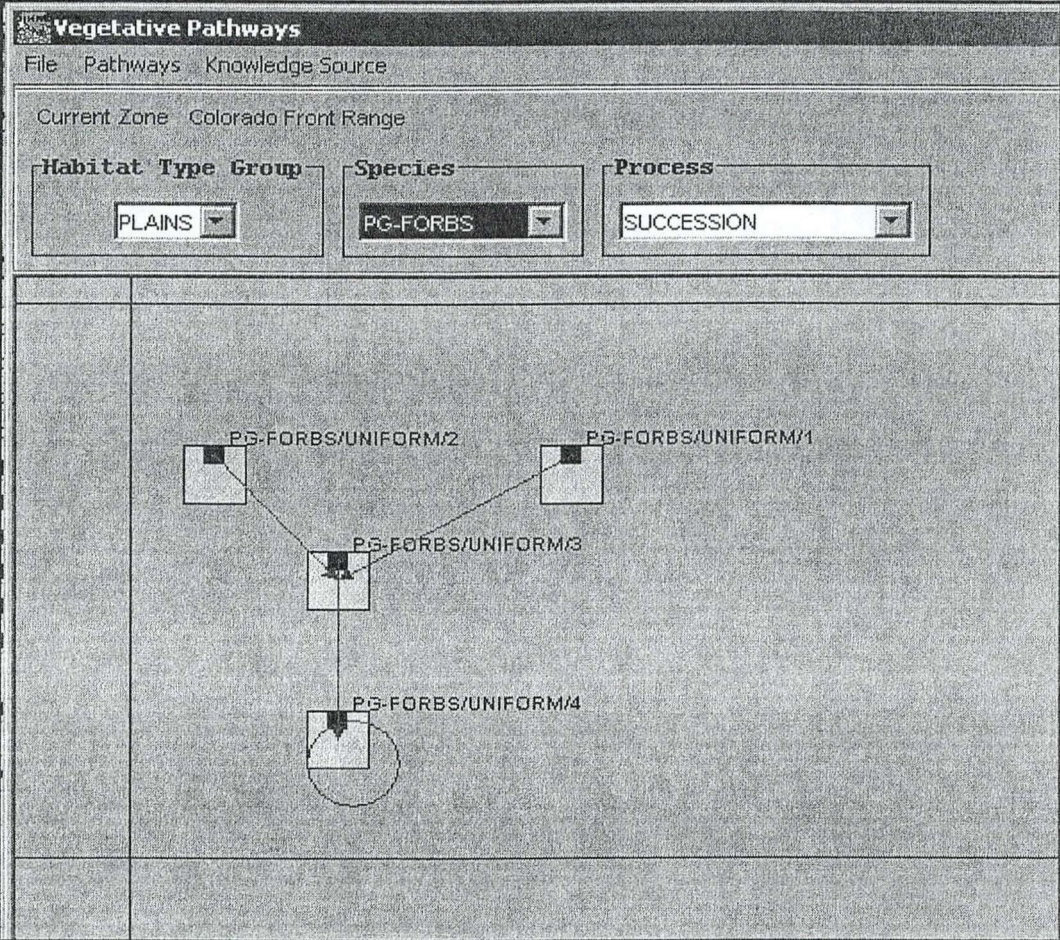 Vegetative Pathways
File Pathways Knowledge Source
Current Zone Colorado Front Range
Habitat Type Group Species Process
PLAINS PG-FORBS SUCCESSION
PG-FORBS/UNIFORM/2 PG-FORBS/UNIFORM/1
PG-FORBS/UNIFORM/3
PG-FORBS/UNIFORM/4